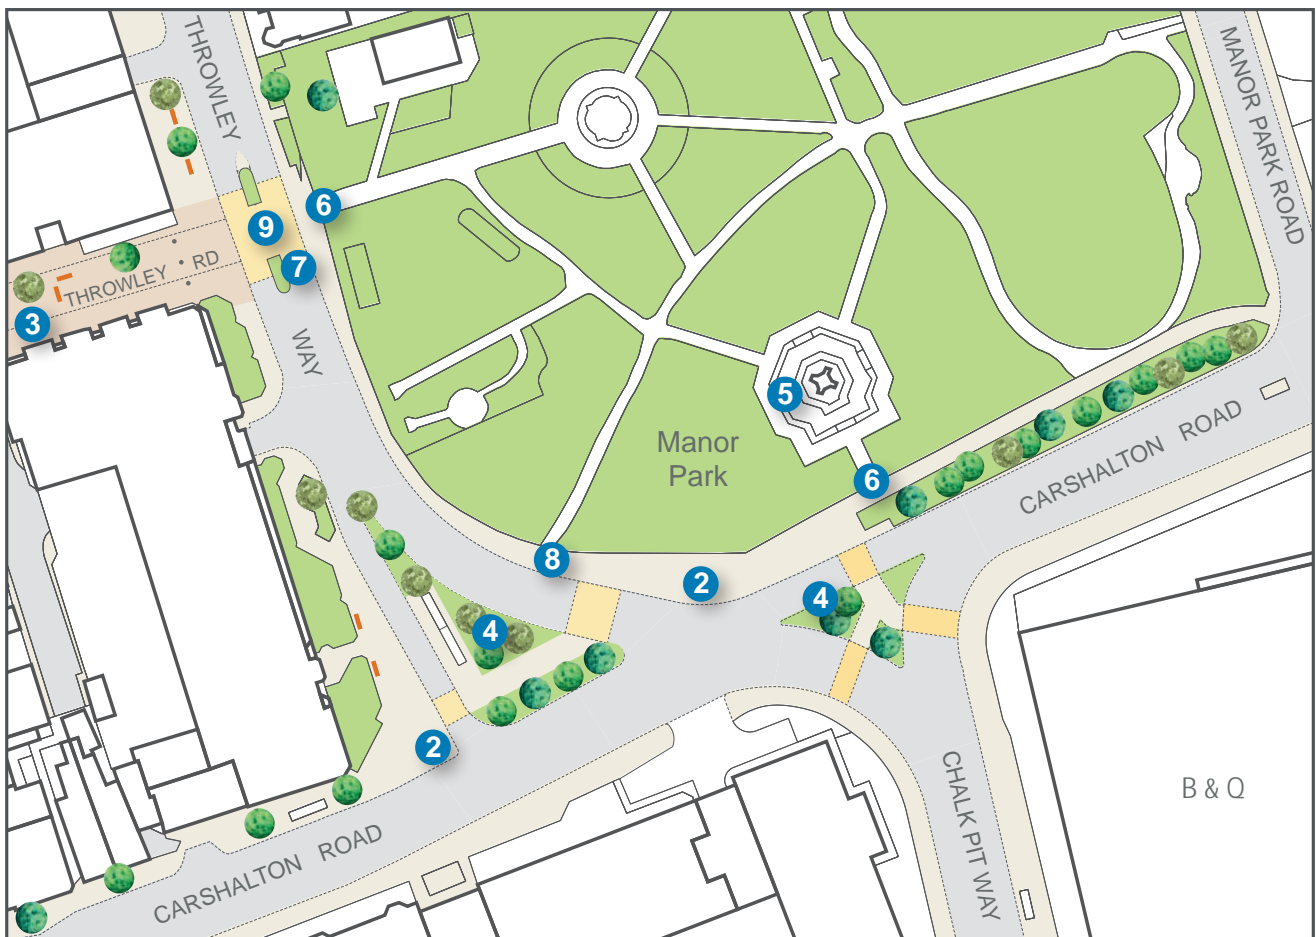 THROWLEY
MANOR PARK ROAD
6
9
7
THROWLEY RD
3
WAY
5
Manor
Park
6
CARSHALTON ROAD
8
2
4
4
2
CHALK PIT WAY
B & Q
CARSHALTON ROAD